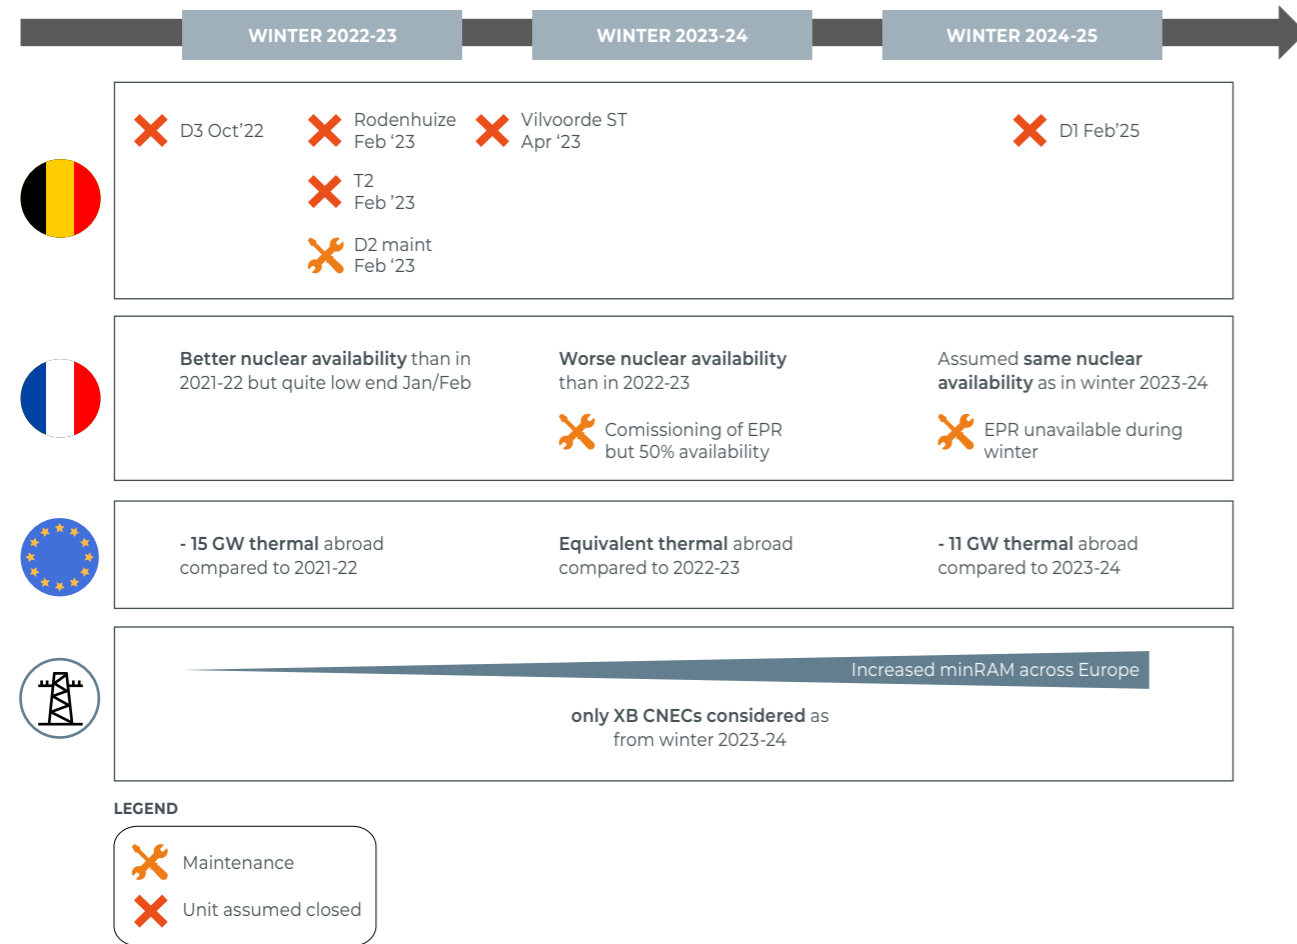 WINTER 2022-23
WINTER 2023-24
WINTER 2024-25
D3 Oct’22
Rodenhuize
Feb ‘23
Vilvoorde ST
Apr ‘23
D1 Feb’25
T2
Feb ’23
D2 maint
Feb ‘23
Better nuclear availability than in
2021-22 but quite low end Jan/Feb
Worse nuclear availability
than in 2022-23
Comissioning of EPR
but 50% availability
Assumed same nuclear
availability as in winter 2023-24
EPR unavailable during
winter
- 15 GW thermal abroad
compared to 2021-22
Equivalent thermal abroad
compared to 2022-23
- 11 GW thermal abroad
compared to 2023-24
Increased minRAM across Europe
only XB CNECs considered as
from winter 2023-24
LEGEND
Maintenance
Unit assumed closed